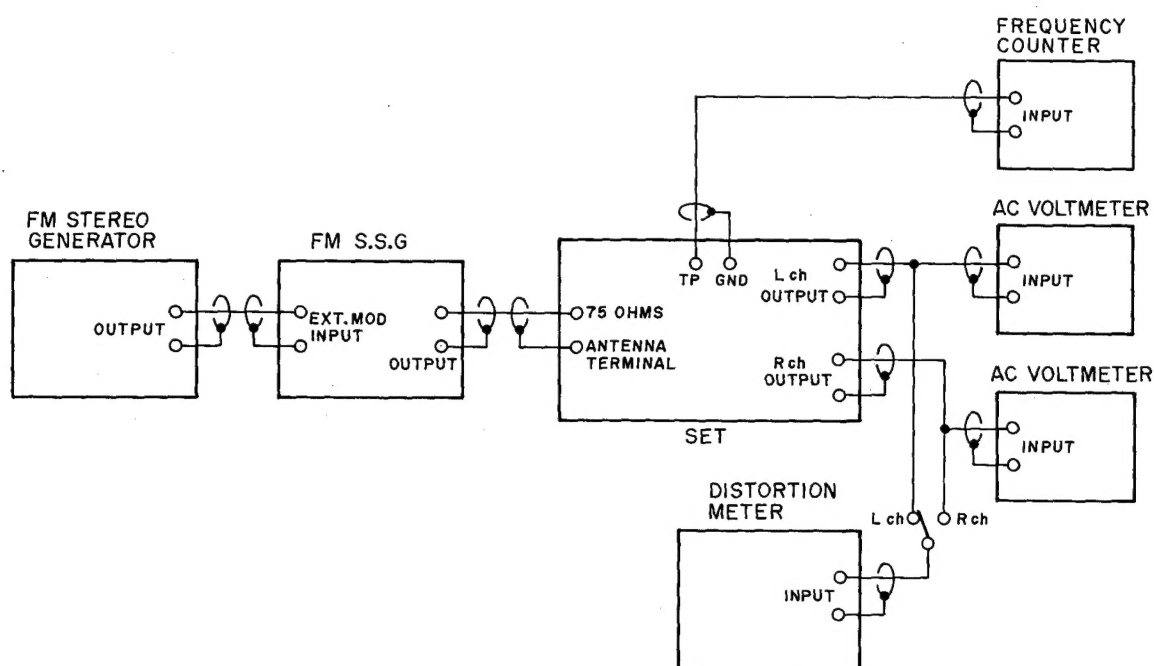 FREQUENCY
COUNTER
INPUT
FM STEREO
GENERATOR
OUTPUT
FM S.S.G
EXT.MOD
INPUT
OUTPUT
75 OHMS
ANTENNA
TERMINAL
TP GND
L ch
OUTPUT
R ch
OUTPUT
SET
AC VOLTMETER
INPUT
AC VOLTMETER
INPUT
DISTORTION
METER
L ch R ch
INPUT